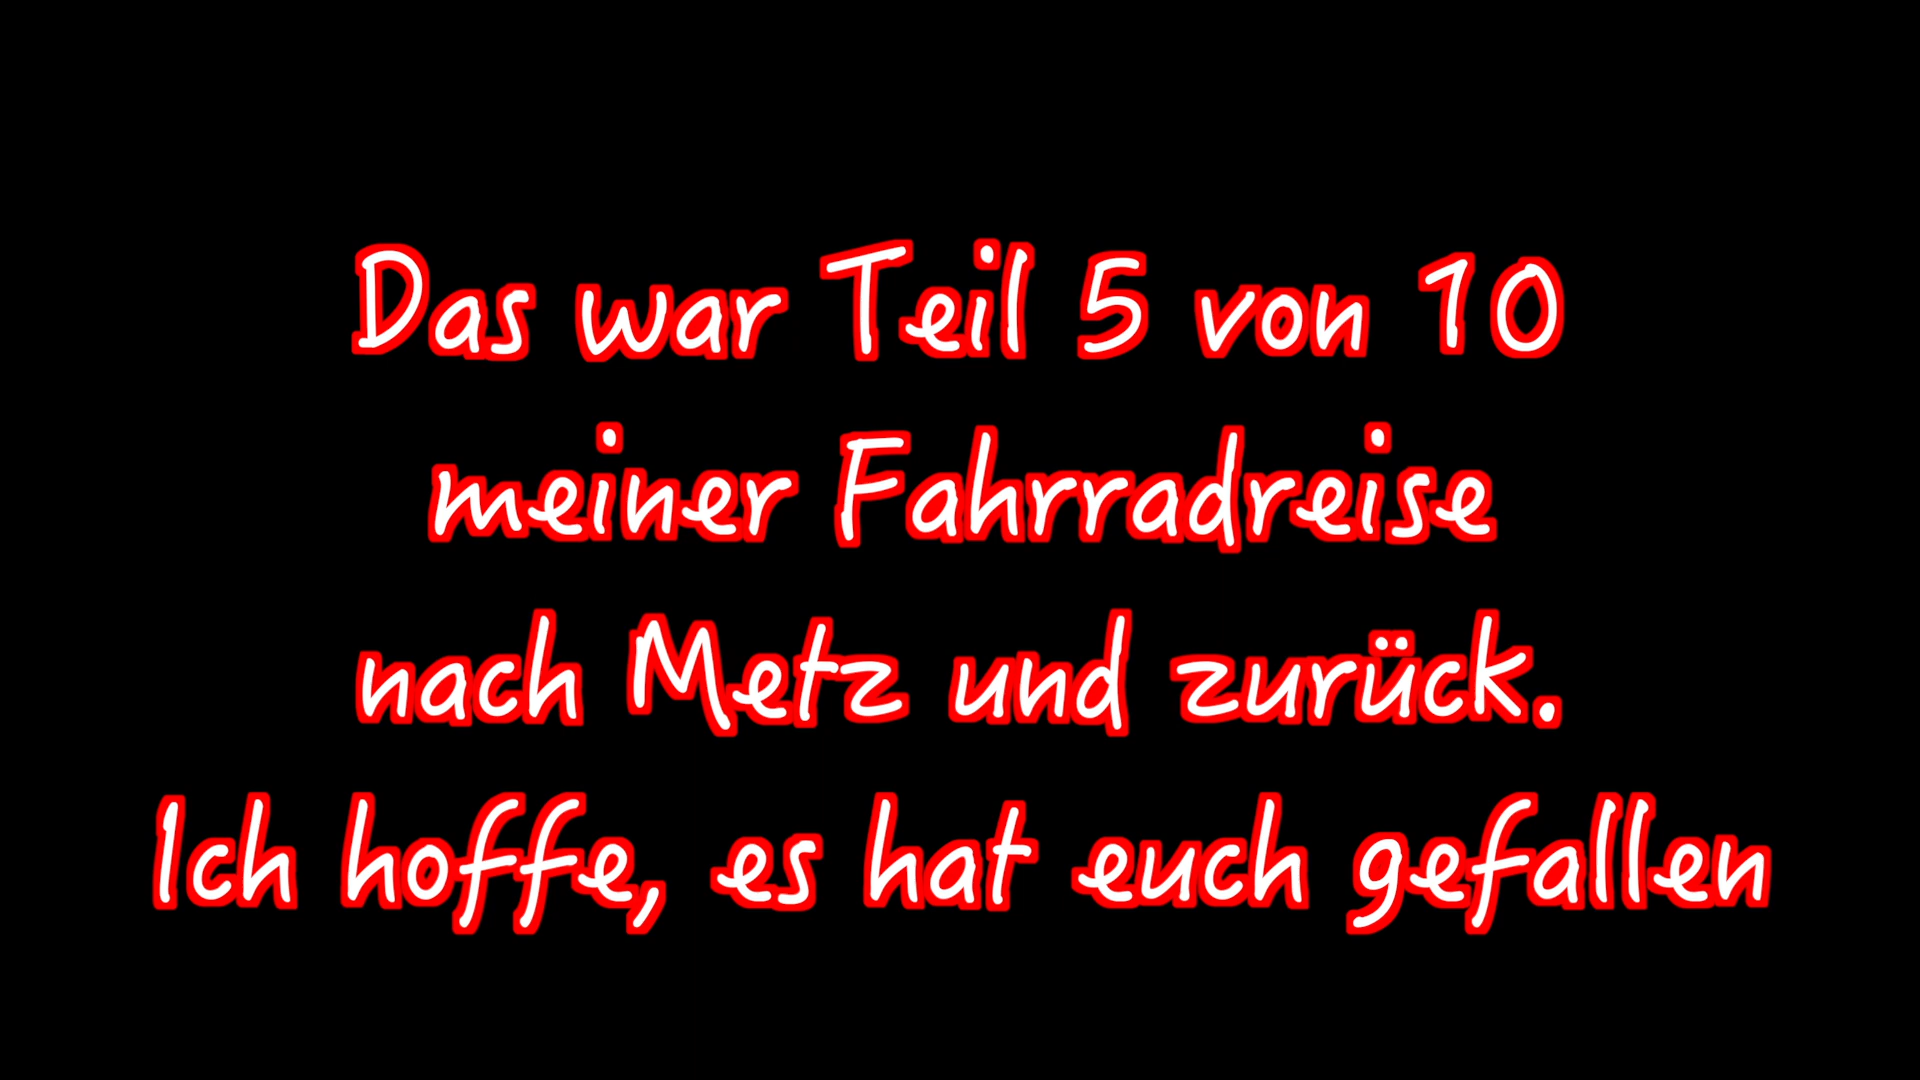 Das war Teil 5 von 10
meiner Fahrradreise
nach Metz und zurück.
Ich hoffe, es hat euch gefallen